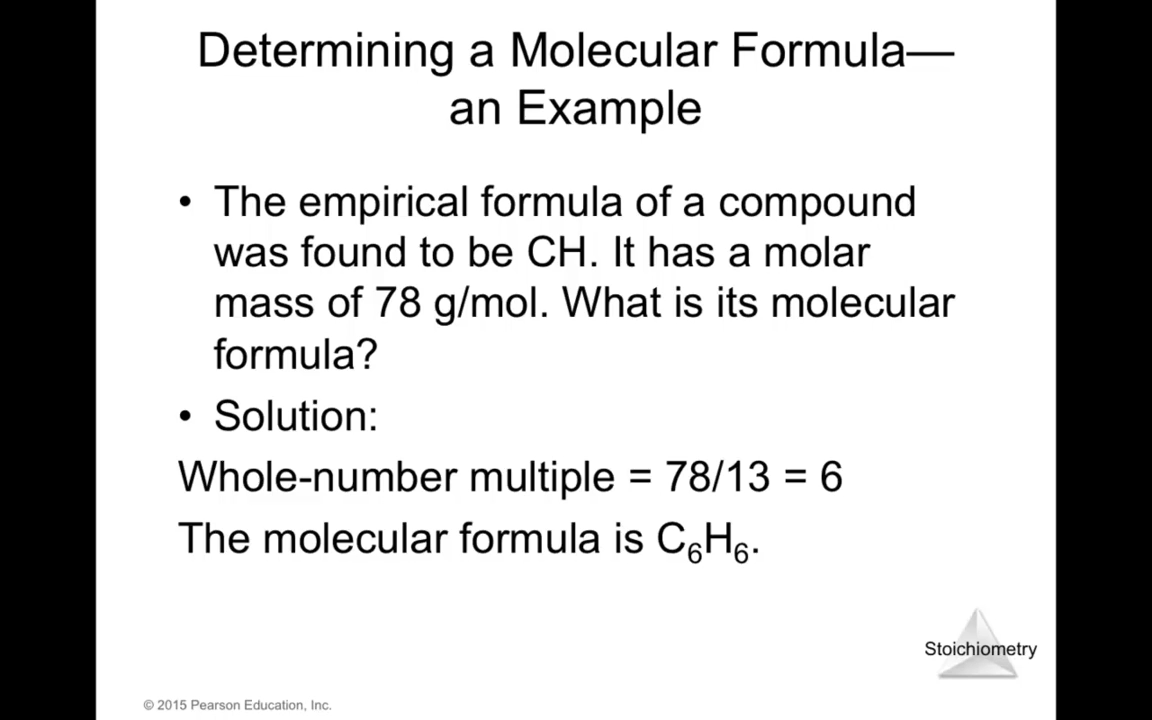 Determining a Molecular Formula—
an Example
• The empirical formula of a compound
was found to be CH. It has a molar
mass of 78 g/mol. What is its molecular
formula?
• Solution:
Whole-number multiple = 78/13 = 6
The molecular formula is C₆H₆.
Stoichiometry
© 2015 Pearson Education, Inc.